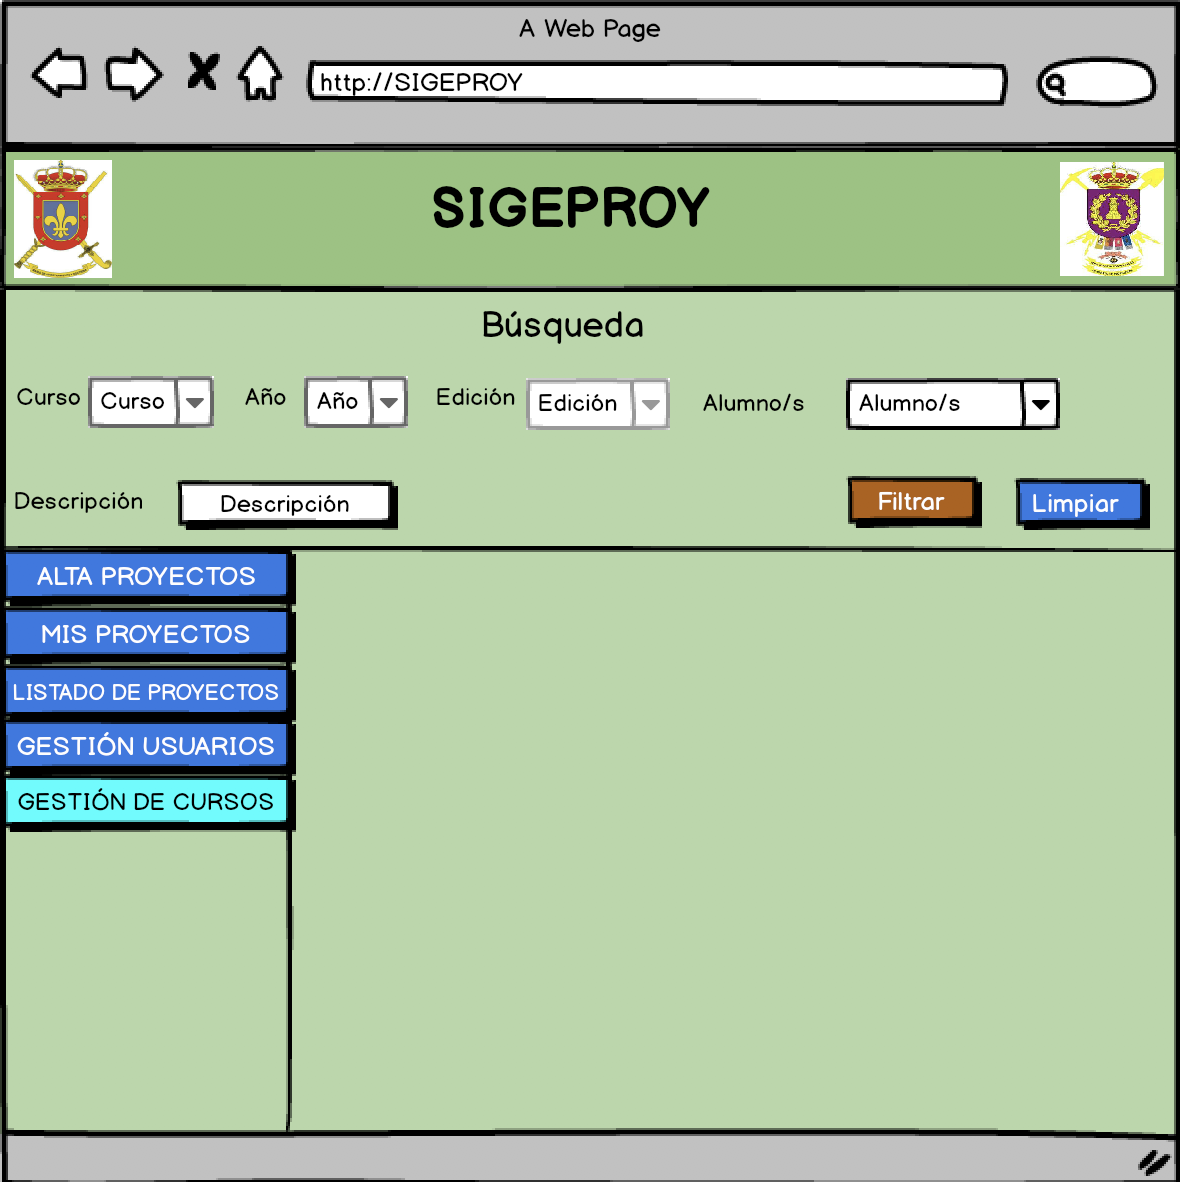 A Web Page
http://SIGEPROY
SIGEPROY
Búsqueda
Curso Curso Año Año Edición Edición Alumno/s Alumno/s
Descripción Descripción Filtrar Limpiar
ALTA PROYECTOS
MIS PROYECTOS
LISTADO DE PROYECTOS
GESTIÓN USUARIOS
GESTIÓN DE CURSOS